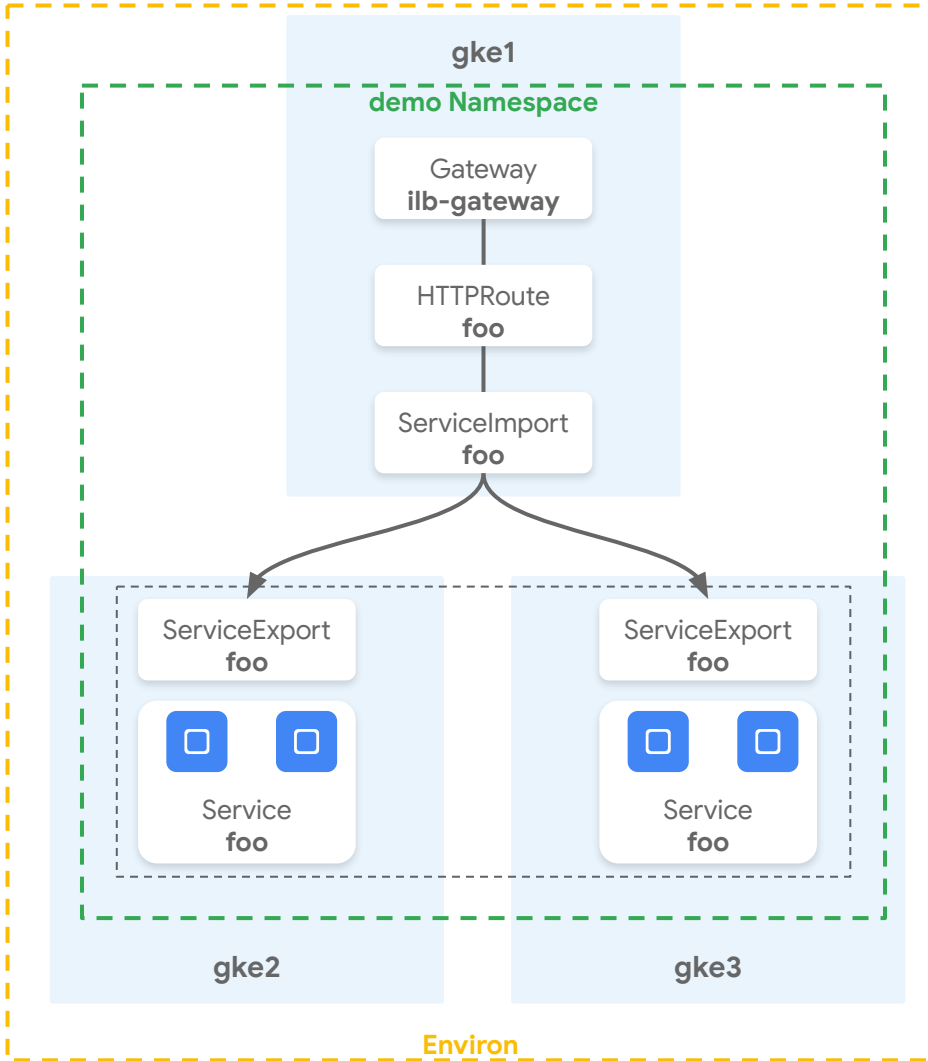 gke1
demo Namespace
Gateway
ilb-gateway
HTTPRoute
foo
ServiceImport
foo
ServiceExport
foo
Service
foo
gke2
ServiceExport
foo
Service
foo
gke3
Environ